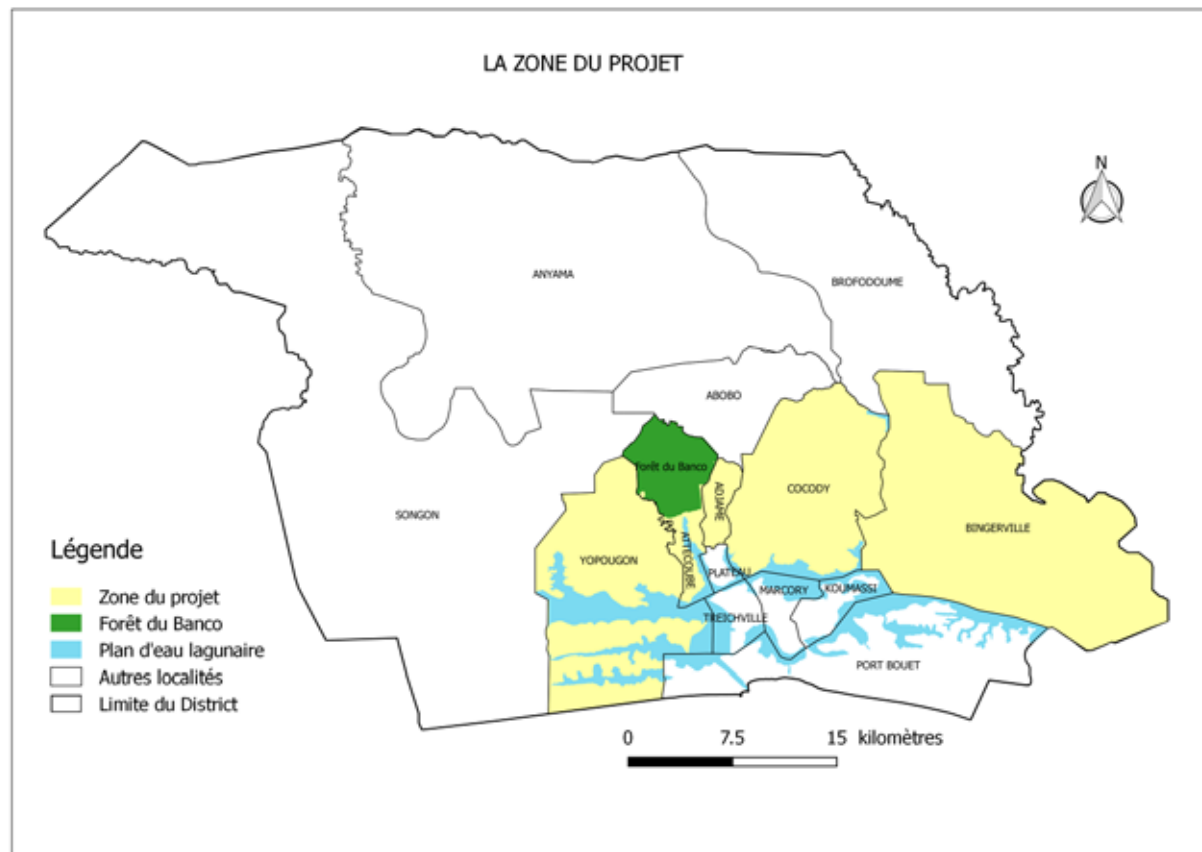 LA ZONE DU PROJET
N
ANYAMA
BROFODOUME
ABOBO
Forêt du Banco
ADJAME
COCODY
SONGON
BINGERVILLE
YOPOUGON
ATTECOUBE
PLATEAU
MARCORY
KOUMASSI
TREICHVILLE
PORT BOUET
Légende
Zone du projet
Forêt du Banco
Plan d'eau lagunaire
Autres localités
Limite du District
0 7.5 15 kilomètres